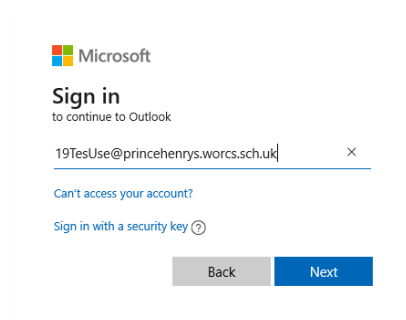 Microsoft
Sign in
to continue to Outlook
19TesUse@princehenrys.worcs.sch.uk
Can't access your account?
Sign in with a security key ?
Back
Next